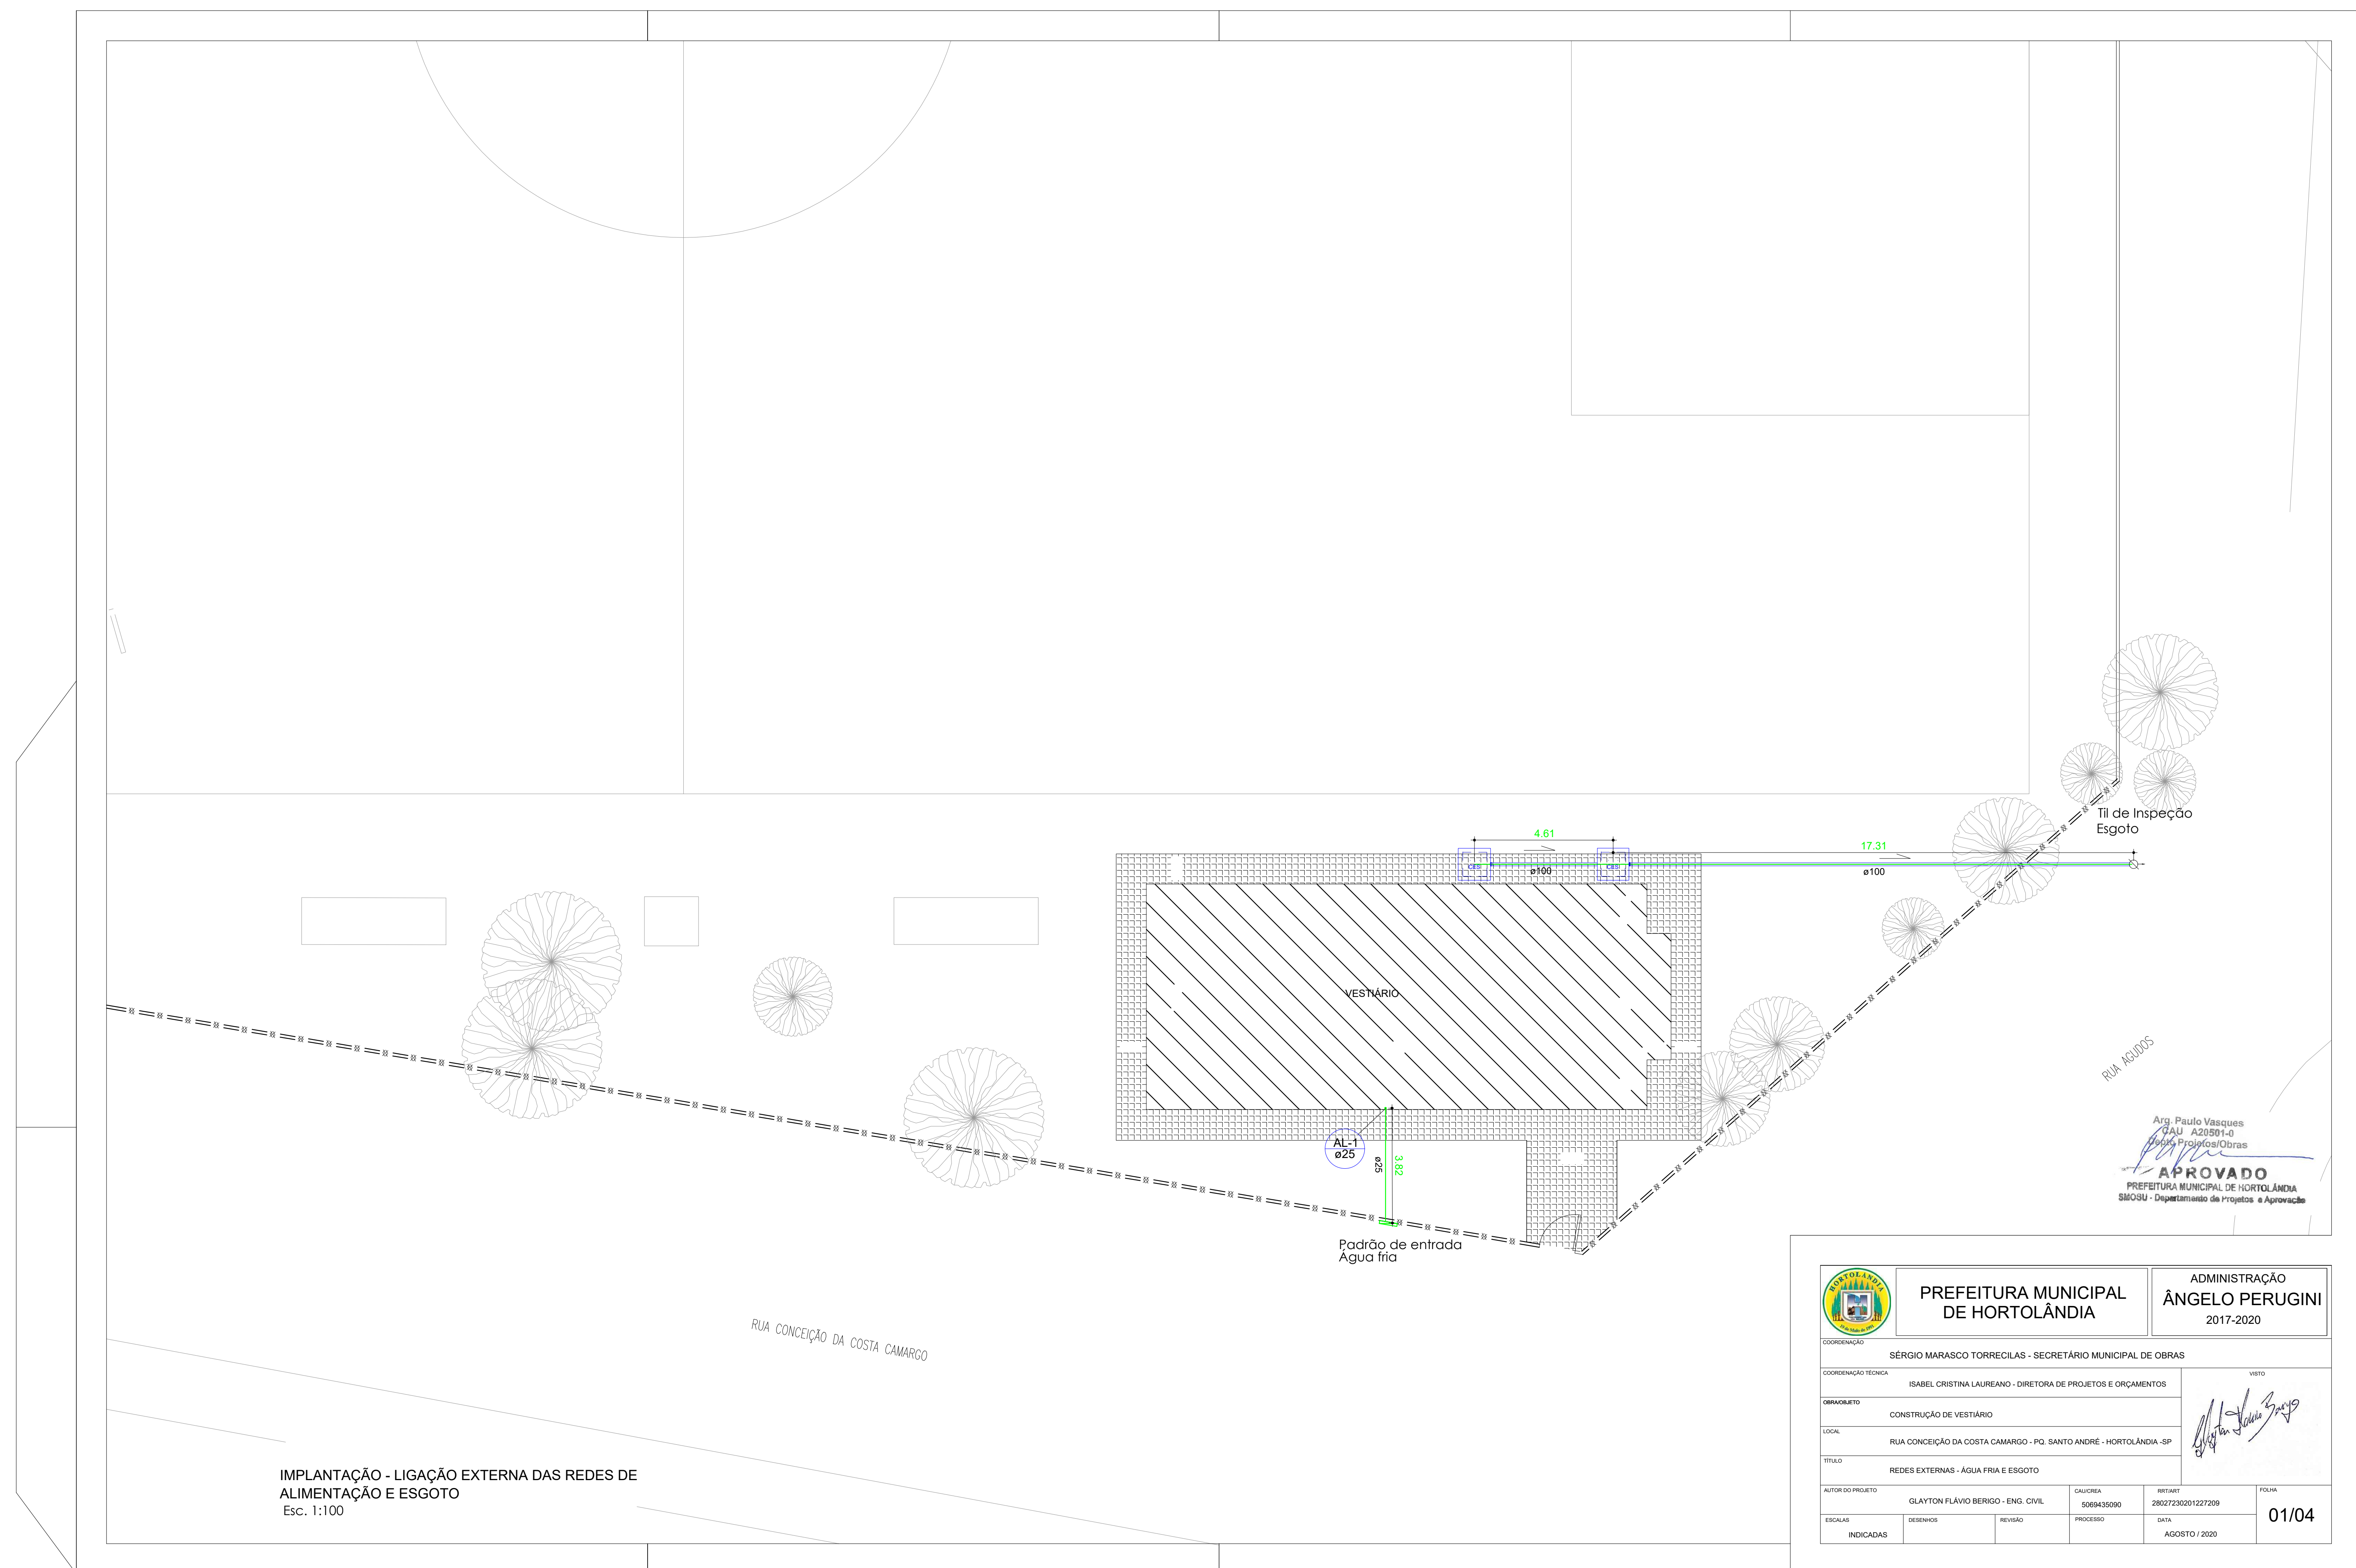 4.61
17.31
CES
CES
ø100
ø100
Til de Inspeção
Esgoto
VESTIÁRIO
AL-1
ø25
ø25
3.82
Padrão de entrada
Água fria
RUA AGUDOS
RUA CONCEIÇÃO DA COSTA CAMARGO
Arg. Paulo Vasques
CAU A20501-0
Depto Projetos/Obras
APROVADO
PREFEITURA MUNICIPAL DE HORTOLÂNDIA
SMOSU - Departamento de Projetos e Aprovação
IMPLANTAÇÃO - LIGAÇÃO EXTERNA DAS REDES DE
ALIMENTAÇÃO E ESGOTO
Esc. 1:100
HORTOLÂNDIA
PREFEITURA MUNICIPAL
DE HORTOLÂNDIA
ADMINISTRAÇÃO
ÂNGELO PERUGINI
2017-2020
COORDENAÇÃO
SÉRGIO MARASCO TORRECILAS - SECRETÁRIO MUNICIPAL DE OBRAS
COORDENAÇÃO TÉCNICA
ISABEL CRISTINA LAUREANO - DIRETORA DE PROJETOS E ORÇAMENTOS
VISTO
OBRA/OBJETO
CONSTRUÇÃO DE VESTIÁRIO
LOCAL
RUA CONCEIÇÃO DA COSTA CAMARGO - PQ. SANTO ANDRÉ - HORTOLÂNDIA -SP
TÍTULO
REDES EXTERNAS - ÁGUA FRIA E ESGOTO
AUTOR DO PROJETO
GLAYTON FLÁVIO BERIGO - ENG. CIVIL
CAU/CREA
5069435090
RRT/ART
28027230201227209
FOLHA
01/04
ESCALAS
INDICADAS
DESENHOS
REVISÃO
PROCESSO
DATA
AGOSTO / 2020